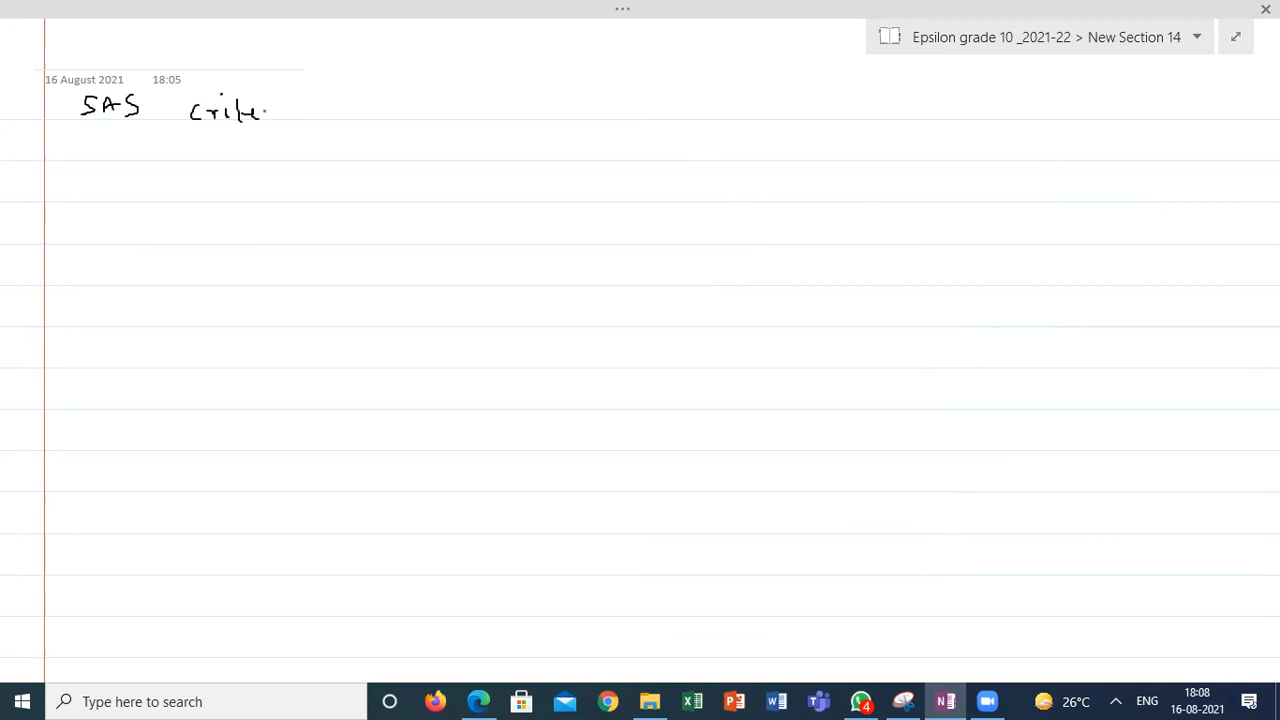 Epsilon grade 10 _2021-22 > New Section 14
16 August 2021 18:05
SAS crite
Type here to search
4
26°C
ENG
18:08
16-08-2021